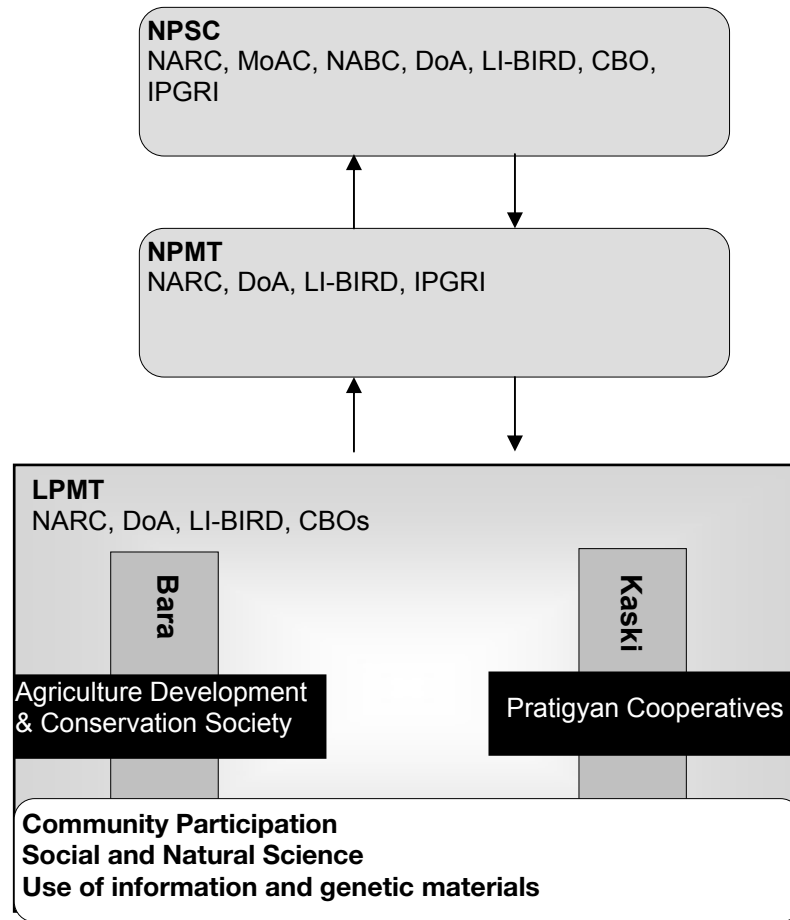 NPSC
NARC, MoAC, NABC, DoA, LI-BIRD, CBO,
IPGRI
NPMT
NARC, DoA, LI-BIRD, IPGRI
LPMT
NARC, DoA, LI-BIRD, CBOs
Bara
Kaski
Agriculture Development
& Conservation Society
Pratigyan Cooperatives
Community Participation
Social and Natural Science
Use of information and genetic materials